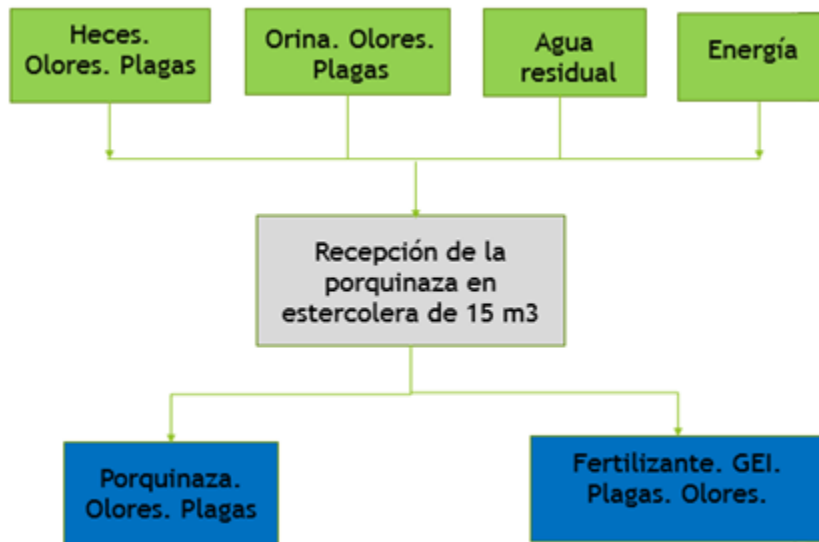 Heces.
Olores. Plagas
Orina. Olores.
Plagas
Agua
residual
Energía
Recepción de la
porquinaza en
estercolera de 15 m3
Porquinaza.
Olores. Plagas
Fertilizante. GEI.
Plagas. Olores.